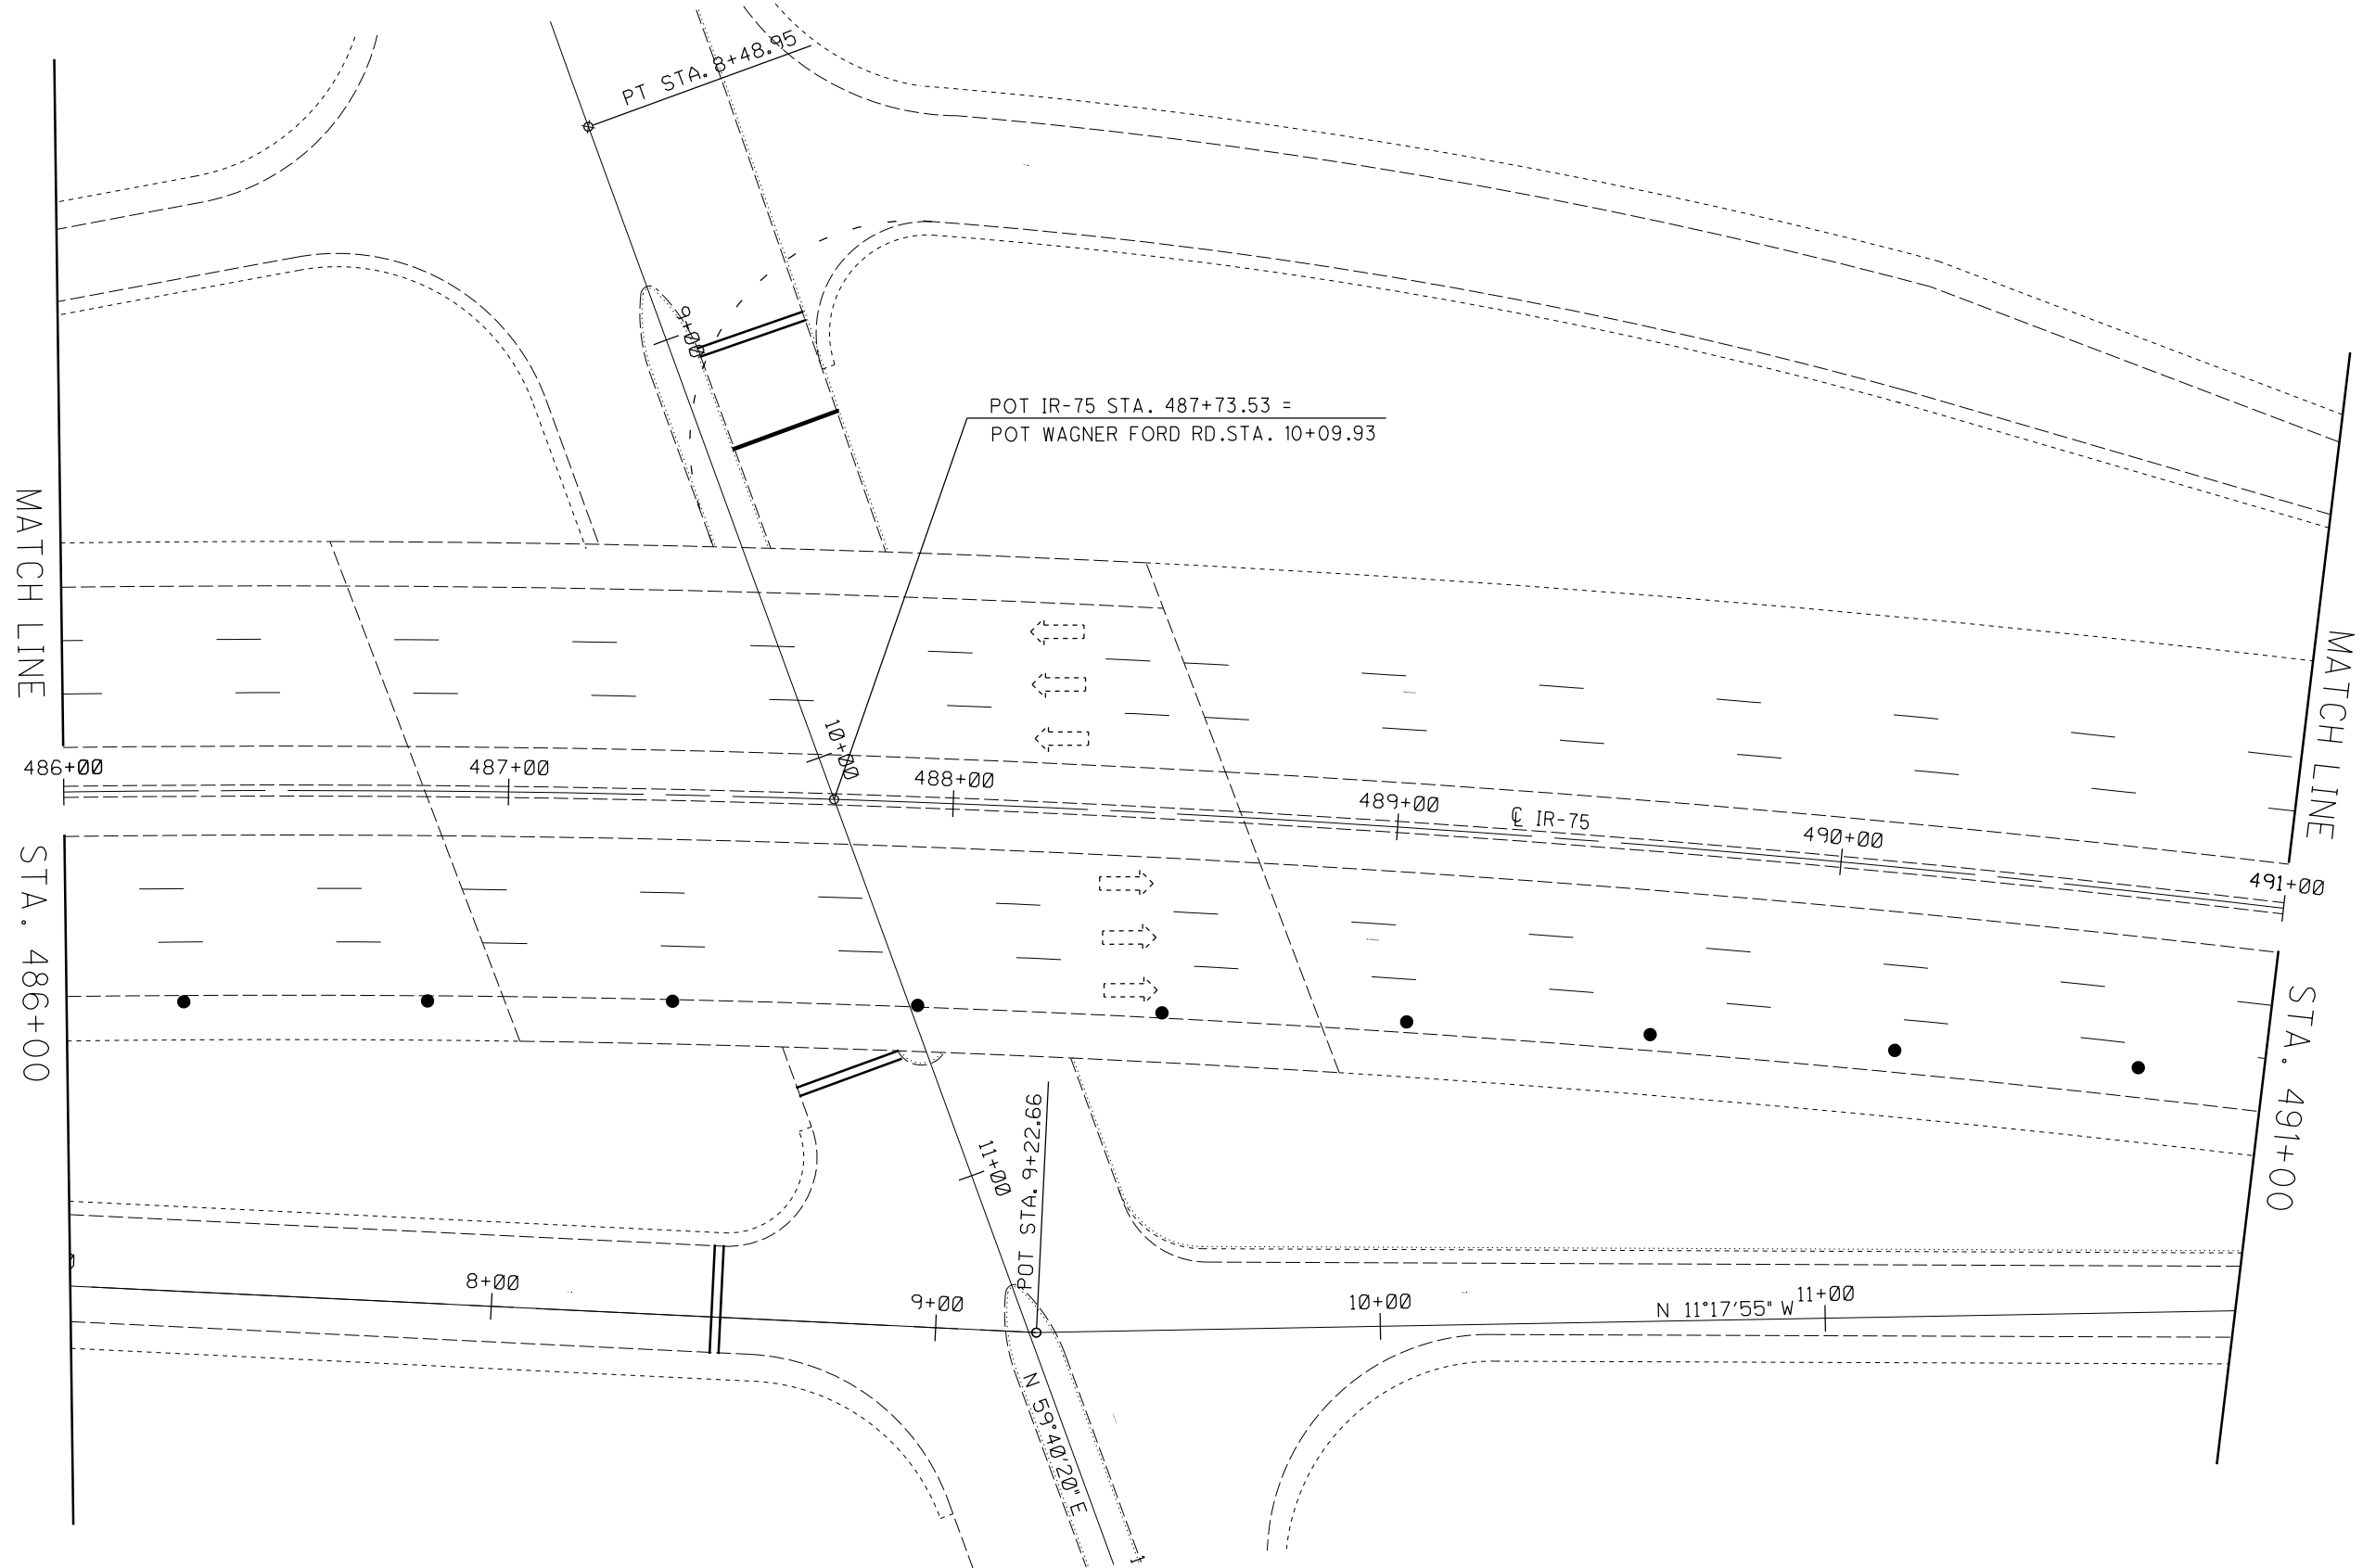 PT STA. 8+48.95
9+00
POT IR-75 STA. 487+73.53 =
POT WAGNER FORD RD.STA. 10+09.93
MATCH LINE
MATCH LINE
10+00
486+00
487+00
488+00
489+00
℄ IR-75
490+00
491+00
STA. 486+00
STA. 491+00
11+00
POT STA. 9+22.66
8+00
9+00
10+00
N 11°17'55" W
11+00
N 59°40'20" E